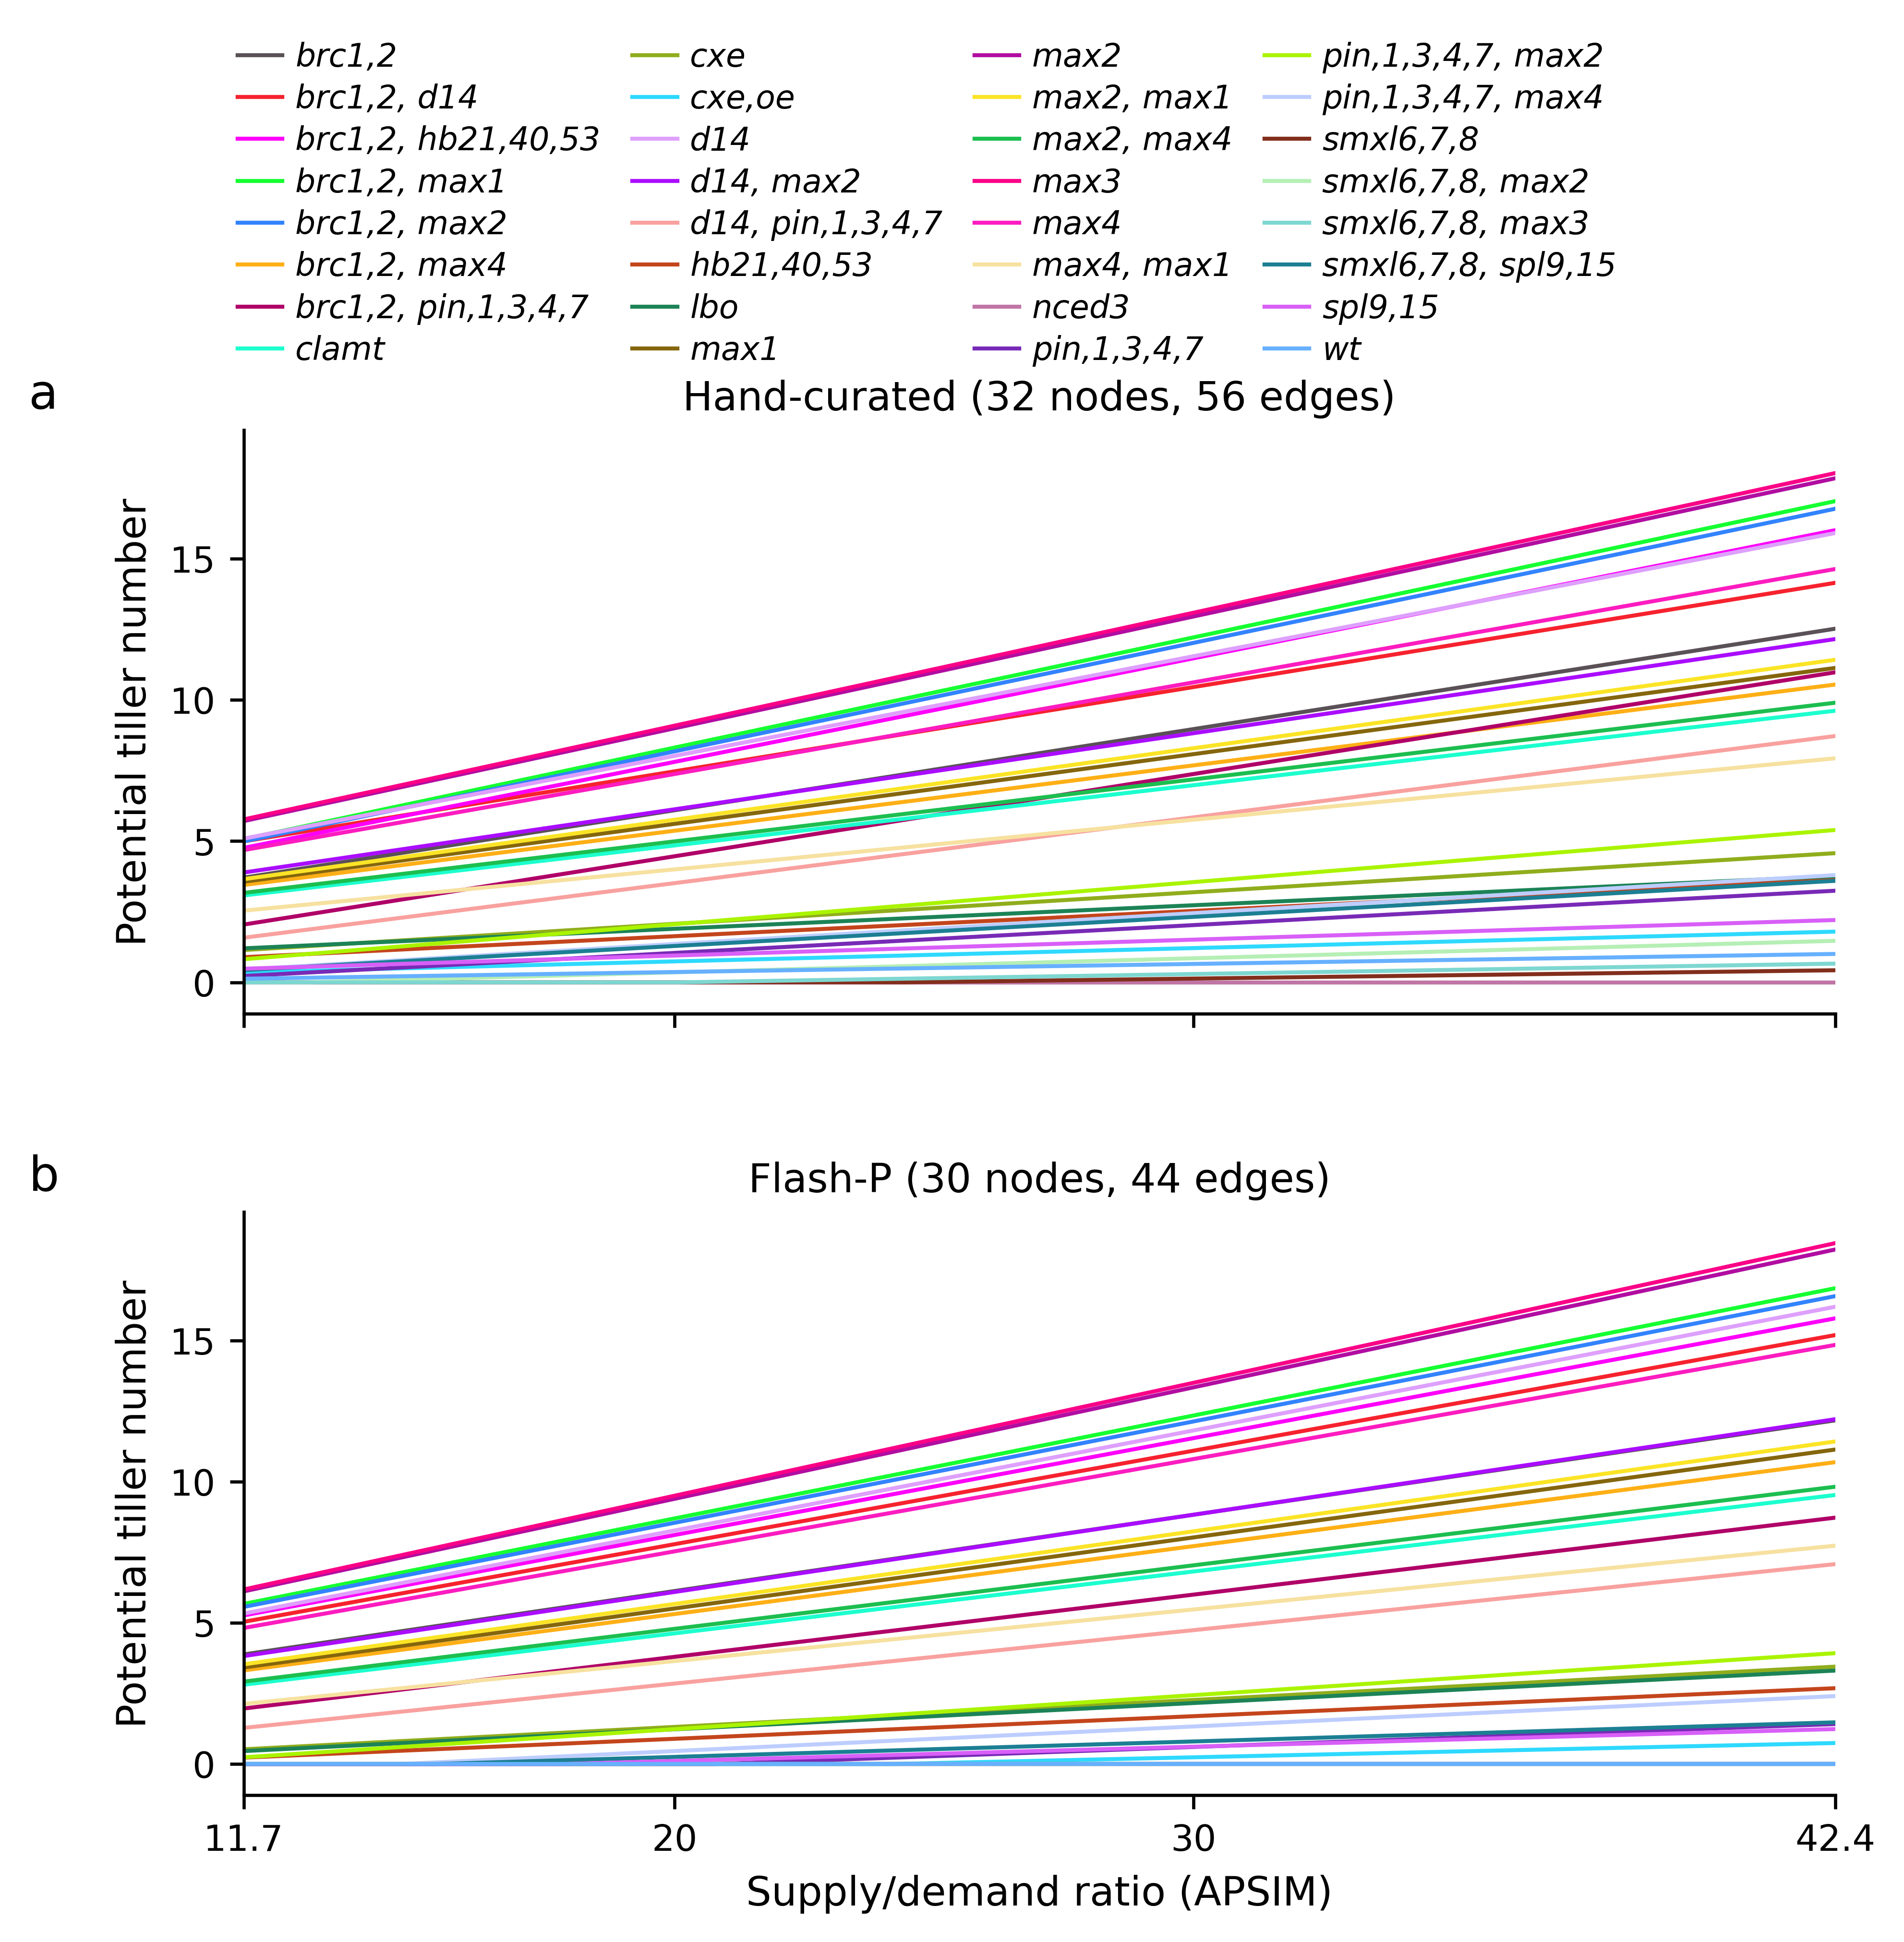 brc1,2
brc1,2, d14
brc1,2, hb21,40,53
brc1,2, max1
brc1,2, max2
brc1,2, max4
brc1,2, pin,1,3,4,7
clamt
cxe
cxe,oe
d14
d14, max2
d14, pin,1,3,4,7
hb21,40,53
lbo
max1
max2
max2, max1
max2, max4
max3
max4
max4, max1
nced3
pin,1,3,4,7
pin,1,3,4,7, max2
pin,1,3,4,7, max4
smxl6,7,8
smxl6,7,8, max2
smxl6,7,8, max3
smxl6,7,8, spl9,15
spl9,15
wt
a
Hand-curated (32 nodes, 56 edges)
Potential tiller number
15
10
5
0
b
Flash-P (30 nodes, 44 edges)
Potential tiller number
15
10
5
0
11.7
20
30
42.4
Supply/demand ratio (APSIM)